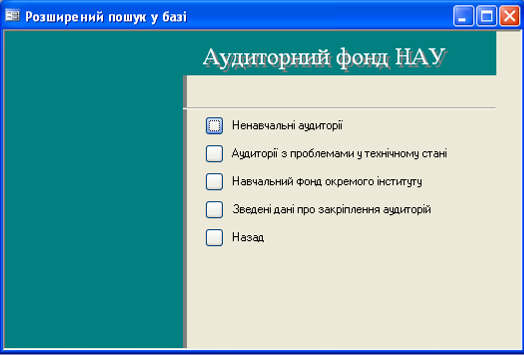 Розширений пошук у базі
Аудиторний фонд НАУ
Ненавчальні аудиторії
Аудиторії з проблемами у технічному стані
Навчальний фонд окремого інституту
Зведені дані про закріплення аудиторій
Назад